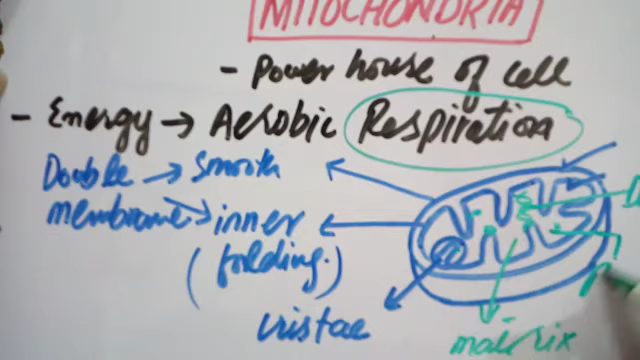 MITOCHONDRIA
- Power house of cell
- Energy → Aerobic Respiration
Double → Smooth
membrane → inner
(folding)
cristae
matrix